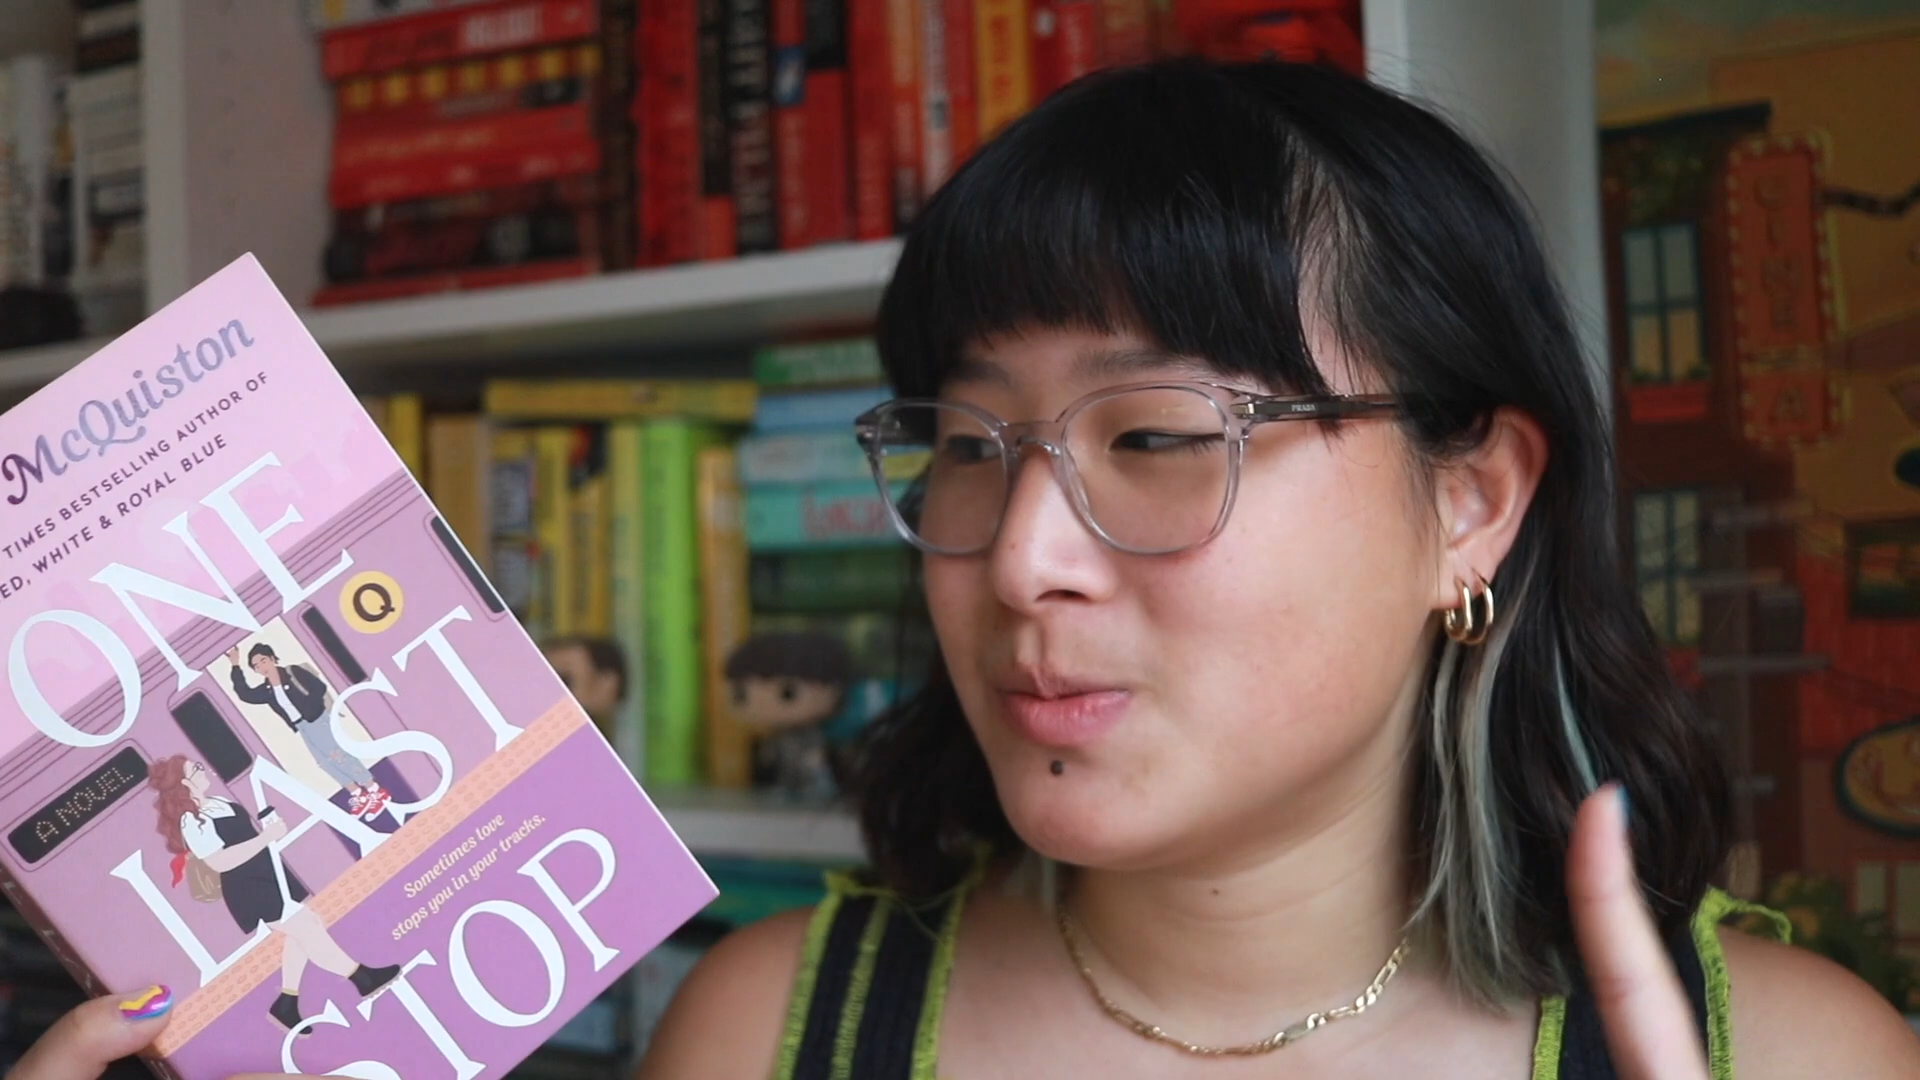 McQuiston
TIMES BESTSELLING AUTHOR OF
ED, WHITE & ROYAL BLUE
ONE
Q
LAST
A NOVEL
Sometimes love
stops you in your tracks.
STOP
PRADA